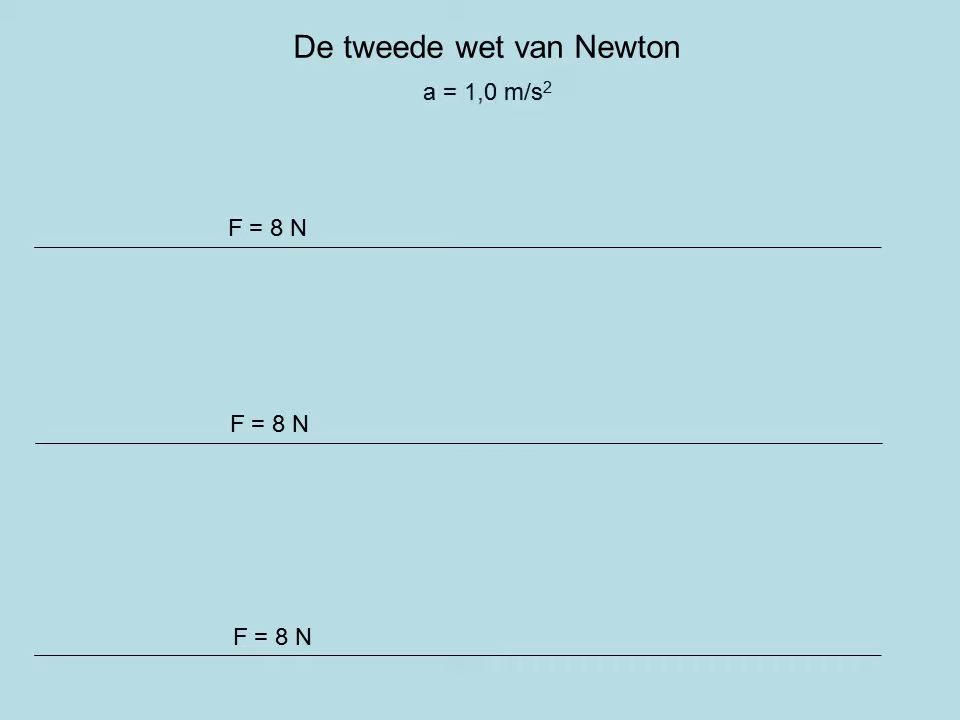 De tweede wet van Newton
a = 1,0 m/s²
F = 8 N
F = 8 N
F = 8 N